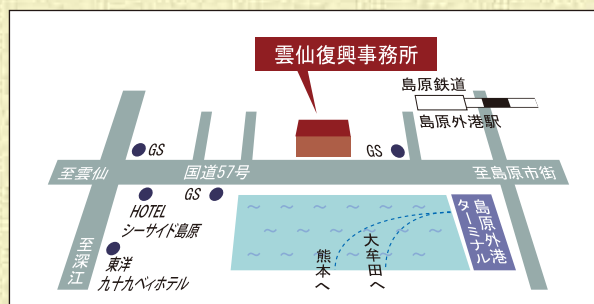 雲仙復興事務所
島原鉄道
島原外港駅
GS
GS
至雲仙
国道57号
至島原市街
HOTEL
シーサイド島原
GS
島原外港
ターミナル
至深江
東洋
九十九ベィホテル
熊本へ
大牟田へ